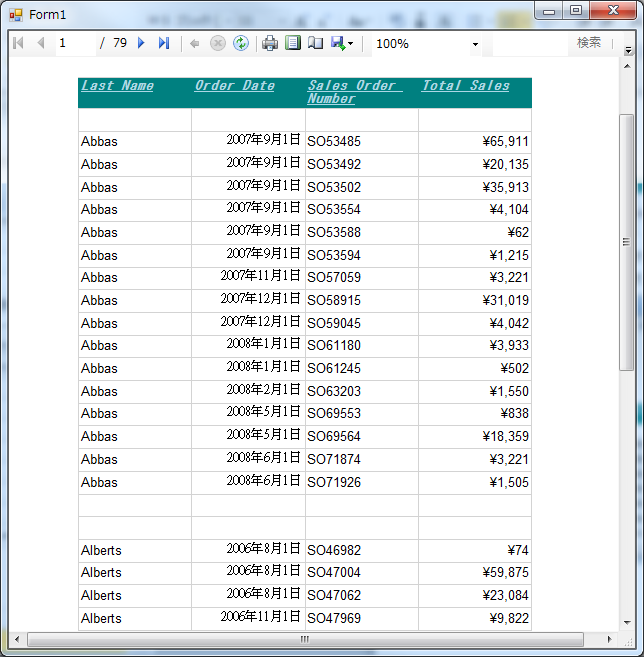 Form1
1 / 79 100% 検索
Last Name Order Date Sales Order Number Total Sales
Abbas 2007年9月1日 SO53485 ¥65,911
Abbas 2007年9月1日 SO53492 ¥20,135
Abbas 2007年9月1日 SO53502 ¥35,913
Abbas 2007年9月1日 SO53554 ¥4,104
Abbas 2007年9月1日 SO53588 ¥62
Abbas 2007年9月1日 SO53594 ¥1,215
Abbas 2007年11月1日 SO57059 ¥3,221
Abbas 2007年12月1日 SO58915 ¥31,019
Abbas 2007年12月1日 SO59045 ¥4,042
Abbas 2008年1月1日 SO61180 ¥3,933
Abbas 2008年1月1日 SO61245 ¥502
Abbas 2008年2月1日 SO63203 ¥1,550
Abbas 2008年5月1日 SO69553 ¥838
Abbas 2008年5月1日 SO69564 ¥18,359
Abbas 2008年6月1日 SO71874 ¥3,221
Abbas 2008年6月1日 SO71926 ¥1,505
Alberts 2006年8月1日 SO46982 ¥74
Alberts 2006年8月1日 SO47004 ¥59,875
Alberts 2006年8月1日 SO47062 ¥23,084
Alberts 2006年11月1日 SO47969 ¥9,822